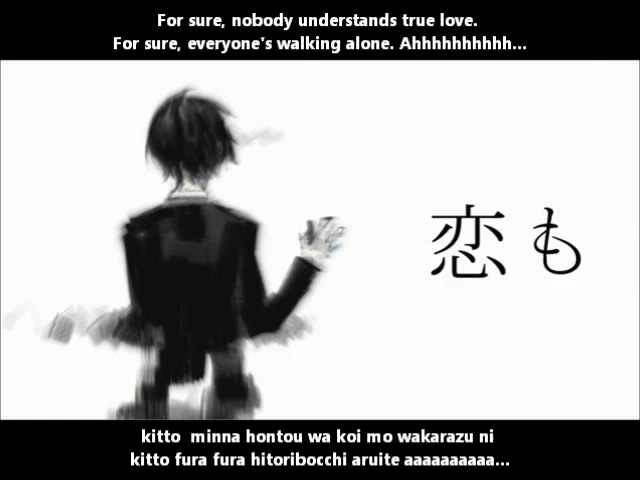 For sure, nobody understands true love.
For sure, everyone's walking alone. Ahhhhhhhhhh...
恋も
kitto  minna hontou wa koi mo wakarazu ni
kitto fura fura hitoribocchi aruite aaaaaaaaaa...